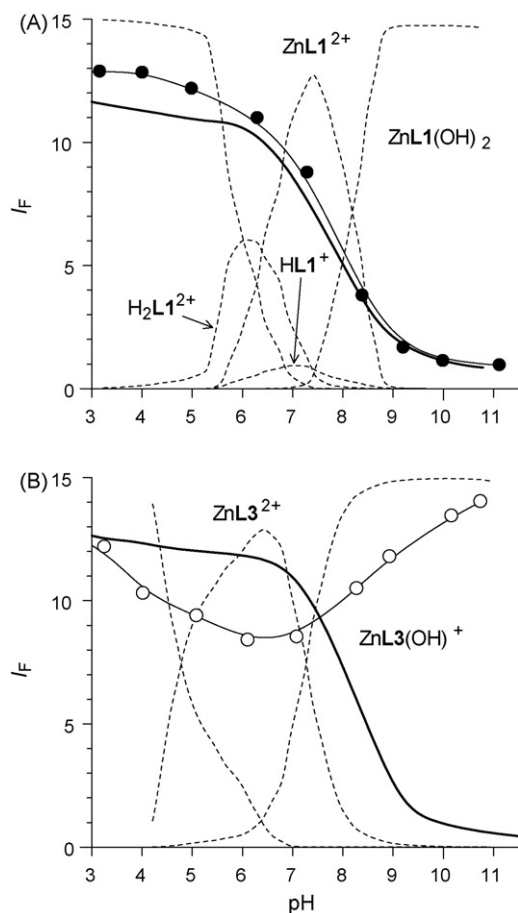 (A)
15
10
5
0
I_F
ZnL1²⁺
ZnL1(OH)₂
HL1⁺
H₂L1²⁺
3 4 5 6 7 8 9 10 11
(B)
15
10
5
0
I_F
ZnL3²⁺
ZnL3(OH)⁺
3 4 5 6 7 8 9 10 11
pH